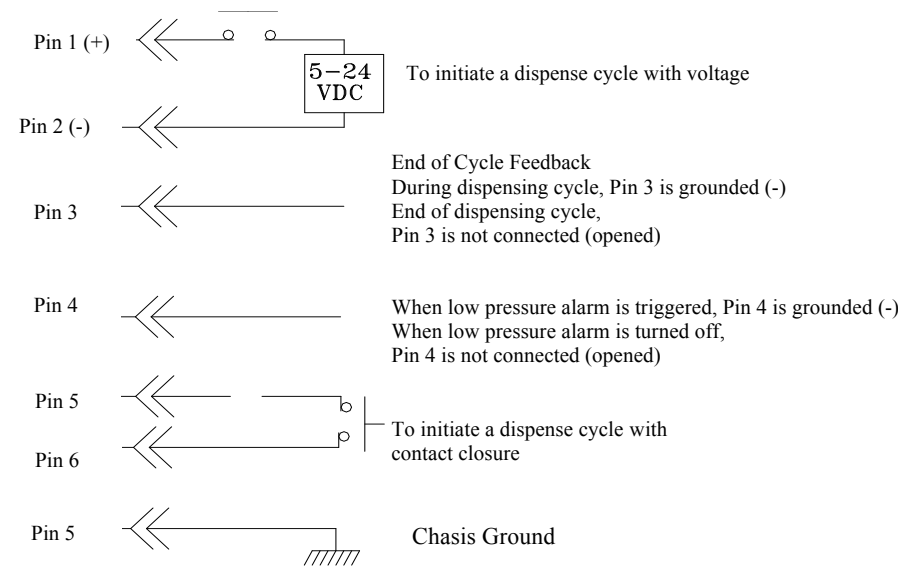 Pin 1 (+)
5-24
VDC
To initiate a dispense cycle with voltage
Pin 2 (-)
End of Cycle Feedback
During dispensing cycle, Pin 3 is grounded (-)
End of dispensing cycle,
Pin 3 is not connected (opened)
Pin 3
Pin 4
When low pressure alarm is triggered, Pin 4 is grounded (-)
When low pressure alarm is turned off,
Pin 4 is not connected (opened)
Pin 5
To initiate a dispense cycle with
contact closure
Pin 6
Pin 5
Chasis Ground